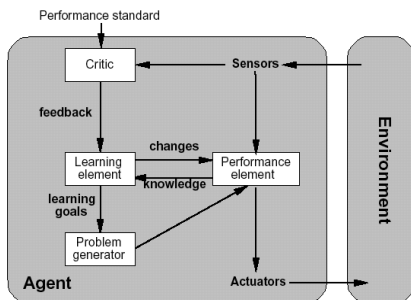 Performance standard
Critic
Sensors
feedback
changes
Learning
element
Performance
element
knowledge
learning
goals
Problem
generator
Agent
Actuators
Environment